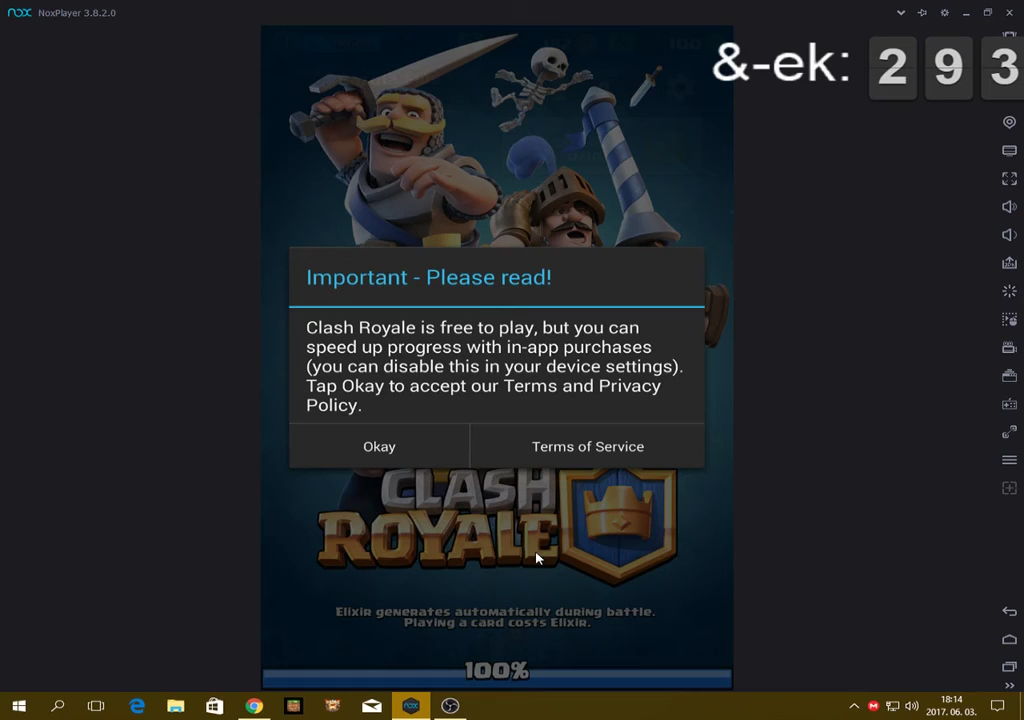 nox NoxPlayer 3.8.2.0
&-ek: 2 9 3
Important - Please read!
Clash Royale is free to play, but you can
speed up progress with in-app purchases
(you can disable this in your device settings).
Tap Okay to accept our Terms and Privacy
Policy.
Okay Terms of Service
CLASH
ROYALE
Elixir generates automatically during battle.
Playing a card costs Elixir.
100%
nox
18:14
2017. 06. 03.